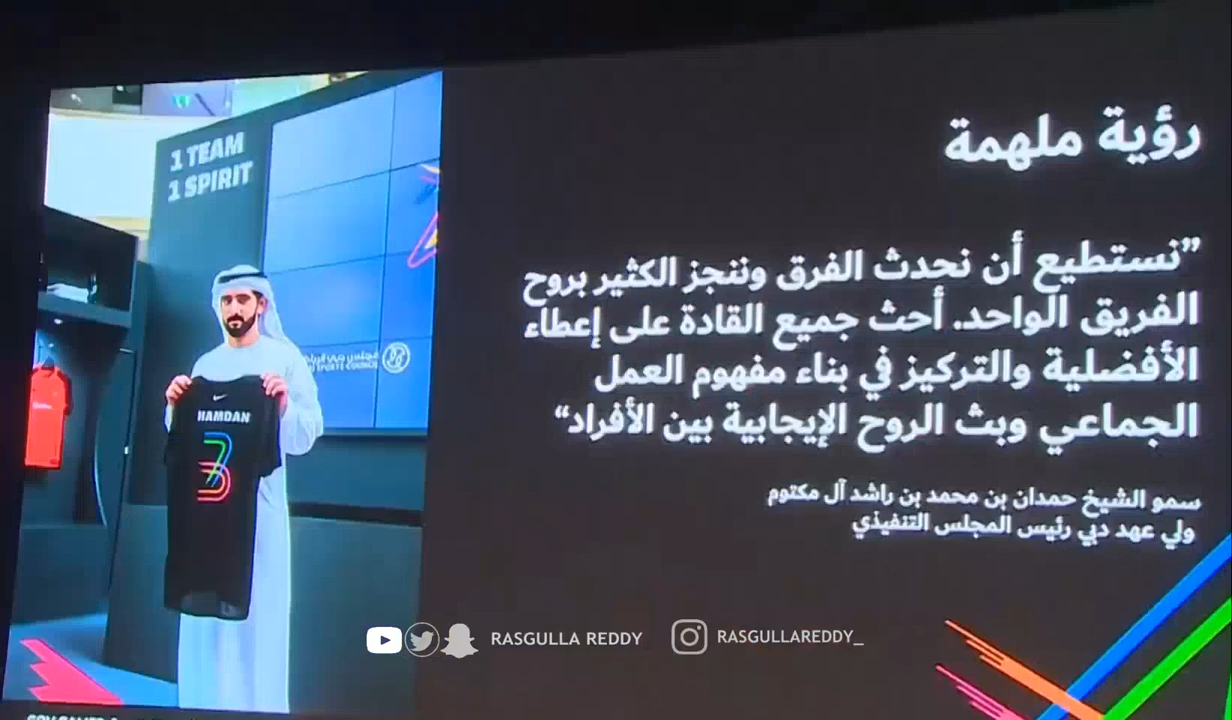 1 TEAM
1 SPIRIT
HAMDAN
3
رؤية ملهمة
”نستطيع أن نحدث الفرق وننجز الكثير بروح
الفريق الواحد. أحث جميع القادة على إعطاء
الأفضلية والتركيز في بناء مفهوم العمل
الجماعي وبث الروح الإيجابية بين الأفراد“
سمو الشيخ حمدان بن محمد بن راشد آل مكتوم
ولي عهد دبي رئيس المجلس التنفيذي
RASGULLA REDDY
RASGULLAREDDY_